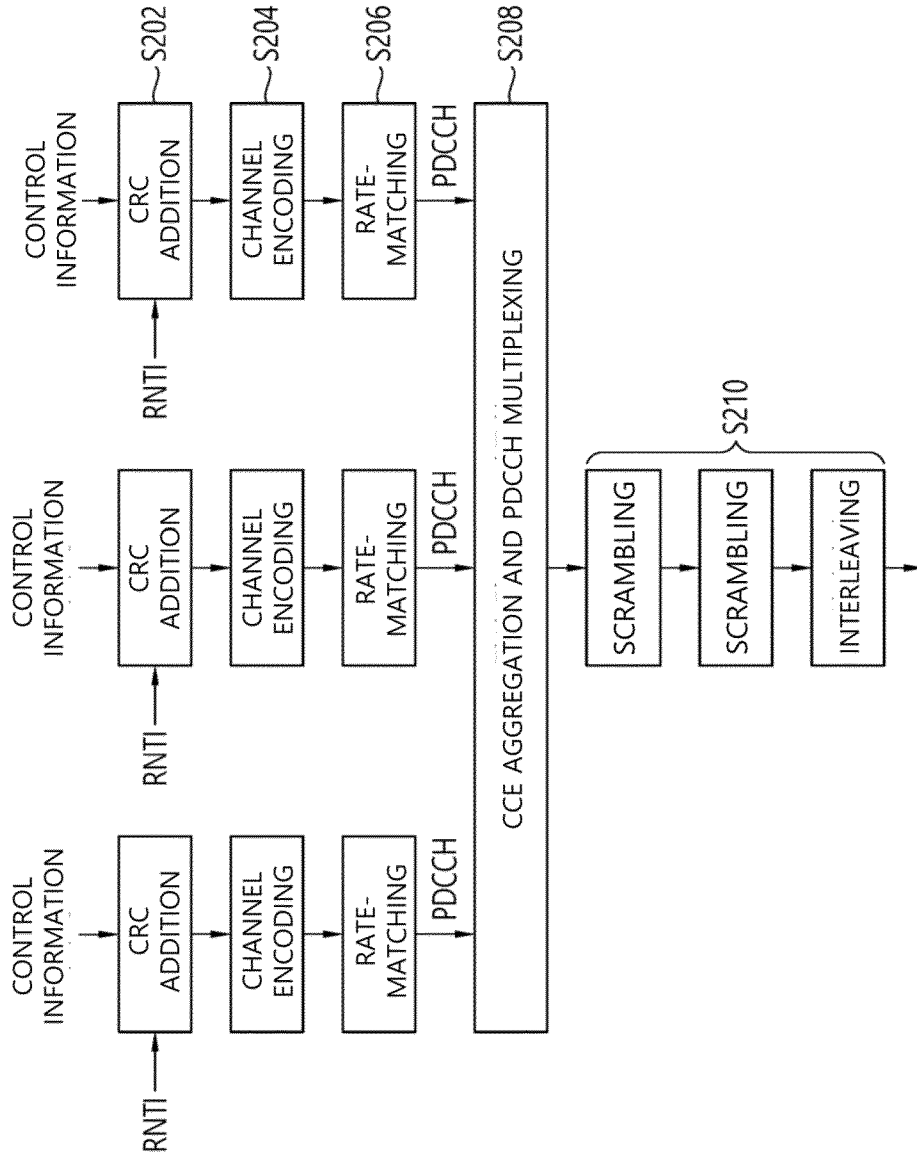 CONTROL
INFORMATION
CONTROL
INFORMATION
CONTROL
INFORMATION
RNTI
CRC
ADDITION
RNTI
CRC
ADDITION
RNTI
CRC
ADDITION
S202
CHANNEL
ENCODING
CHANNEL
ENCODING
CHANNEL
ENCODING
S204
RATE-
MATCHING
RATE-
MATCHING
RATE-
MATCHING
S206
PDCCH
PDCCH
PDCCH
CCE AGGREGATION AND PDCCH MULTIPLEXING
S208
SCRAMBLING
SCRAMBLING
INTERLEAVING
S210